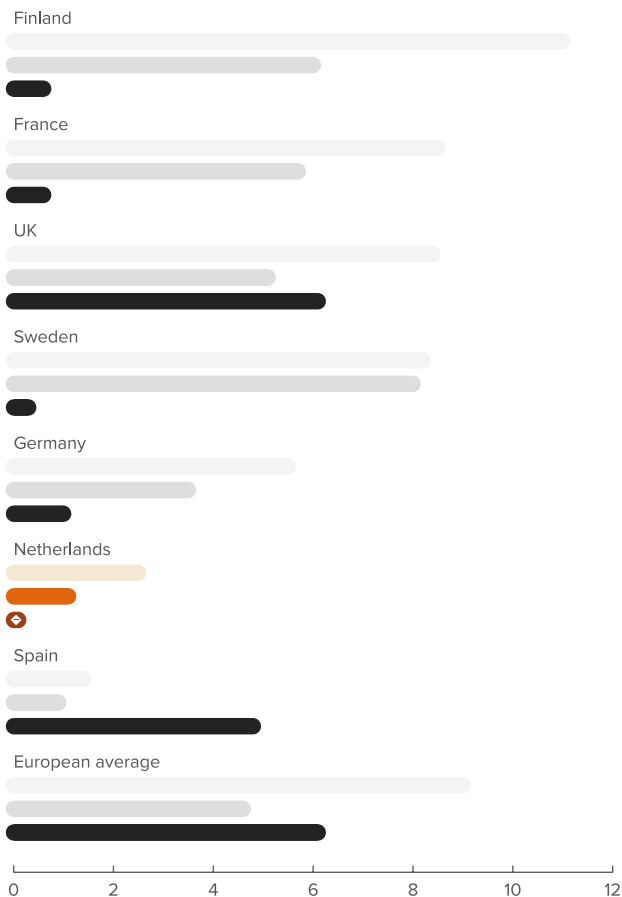 Finland
France
UK
Sweden
Germany
Netherlands
Spain
European average
0 2 4 6 8 10 12